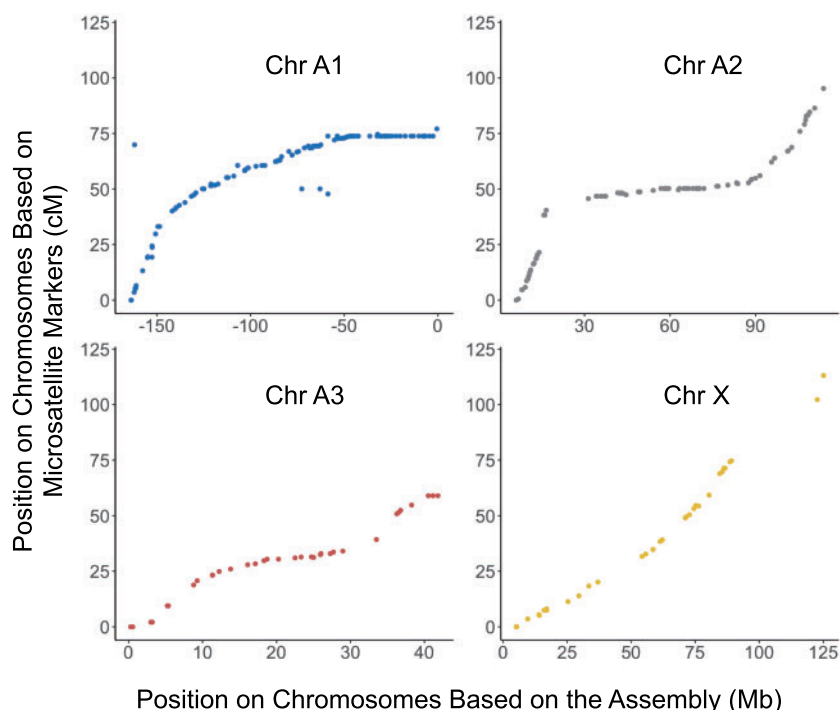 Position on Chromosomes Based on
Microsatellite Markers (cM)
Chr A1
125
100
75
50
25
0
-150 -100 -50 0
Chr A2
125
100
75
50
25
0
30 60 90
Chr A3
125
100
75
50
25
0
0 10 20 30 40
Chr X
125
100
75
50
25
0
0 25 50 75 100 125
Position on Chromosomes Based on the Assembly (Mb)